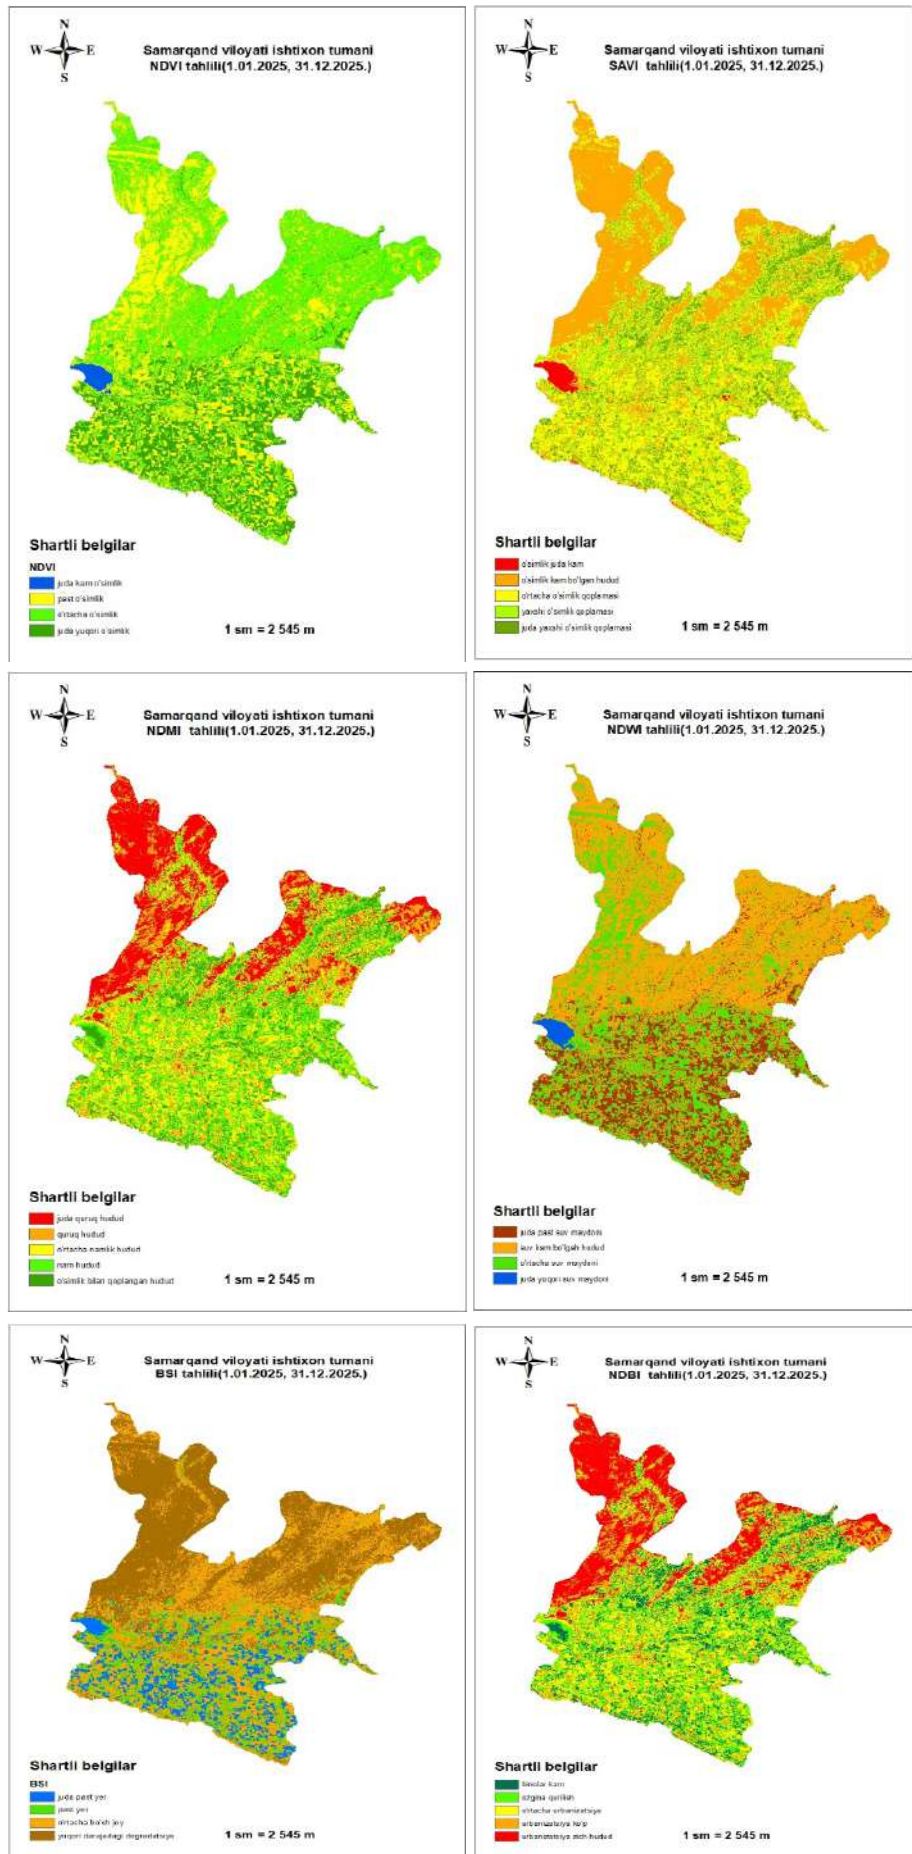 N
W E
S
Samarqand viloyati ishtixon tumani
NDVI tahlili(1.01.2025, 31.12.2025.)
Shartli belgilar
NDVI
juda kam o'simlik
past o'simlik
o'rtacha o'simlik
juda yuqori o'simlik
1 sm = 2 545 m
N
W E
S
Samarqand viloyati ishtixon tumani
SAVI tahlili(1.01.2025, 31.12.2025.)
Shartli belgilar
o'simlik juda kam
o'simlik kam bo'lgan hudud
o'rtacha o'simlik qoplamasi
yaxshi o'simlik qoplamasi
juda yaxshi o'simlik qoplamasi
1 sm = 2 545 m
N
W E
S
Samarqand viloyati ishtixon tumani
NDMI tahlili(1.01.2025, 31.12.2025.)
Shartli belgilar
juda quruq hudud
quruq hudud
o'rtacha namlik hudud
nam hudud
o'simlik bilan qoplangan hudud
1 sm = 2 545 m
N
W E
S
Samarqand viloyati ishtixon tumani
NDWI tahlili(1.01.2025, 31.12.2025.)
Shartli belgilar
juda past suv maydoni
suv kam bo'lgah hudud
o'rtacha suv maydoni
juda yuqori suv maydoni
1 sm = 2 545 m
N
W E
S
Samarqand viloyati ishtixon tumani
BSI tahlili(1.01.2025, 31.12.2025.)
Shartli belgilar
BSI
juda past yer
past yer
o'rtacha bo'sh joy
yuqori darajadagi degradatsiya
1 sm = 2 545 m
N
W E
S
Samarqand viloyati ishtixon tumani
NDBI tahlili(1.01.2025, 31.12.2025.)
Shartli belgilar
binolar kam
ozgina qurilish
o'rtacha urbanizatsiya
urbanizatsiya ko'p
urbanizatsiya zich hudud
1 sm = 2 545 m